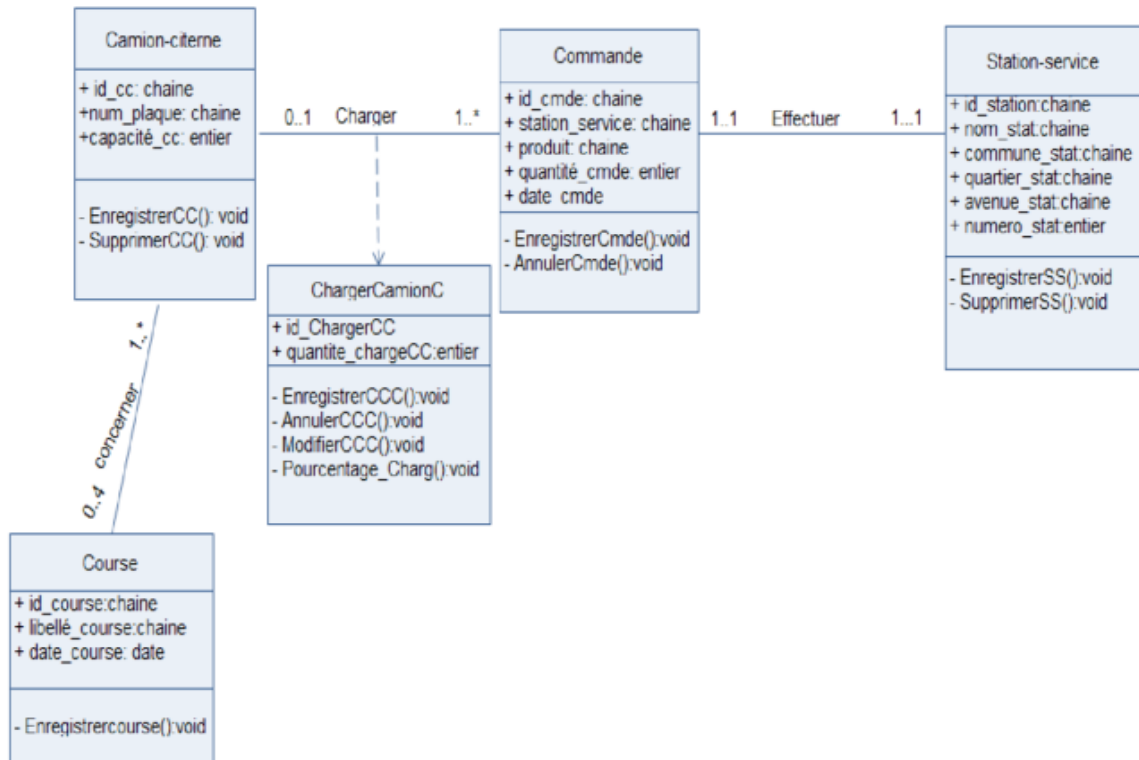 Camion-citerne
+ id_cc: chaine
+num_plaque: chaine
+capacité_cc: entier
- EnregistrerCC(): void
- SupprimerCC(): void
0..1 Charger 1..*
Commande
+ id_cmde: chaine
+ station_service: chaine
+ produit: chaine
+ quantité_cmde: entier
+ date_cmde
- EnregistrerCmde():void
- AnnulerCmde():void
1..1 Effectuer 1...1
Station-service
+ id_station:chaine
+ nom_stat:chaine
+ commune_stat:chaine
+ quartier_stat:chaine
+ avenue_stat:chaine
+ numero_stat:entier
- EnregistrerSS():void
- SupprimerSS():void
ChargerCamionC
+ id_ChargerCC
+ quantite_chargeCC:entier
- EnregistrerCCC():void
- AnnulerCCC():void
- ModifierCCC():void
- Pourcentage_Charg():void
0..4 concerner 1..*
Course
+ id_course:chaine
+ libellé_course:chaine
+ date_course: date
- Enregistrercourse():void